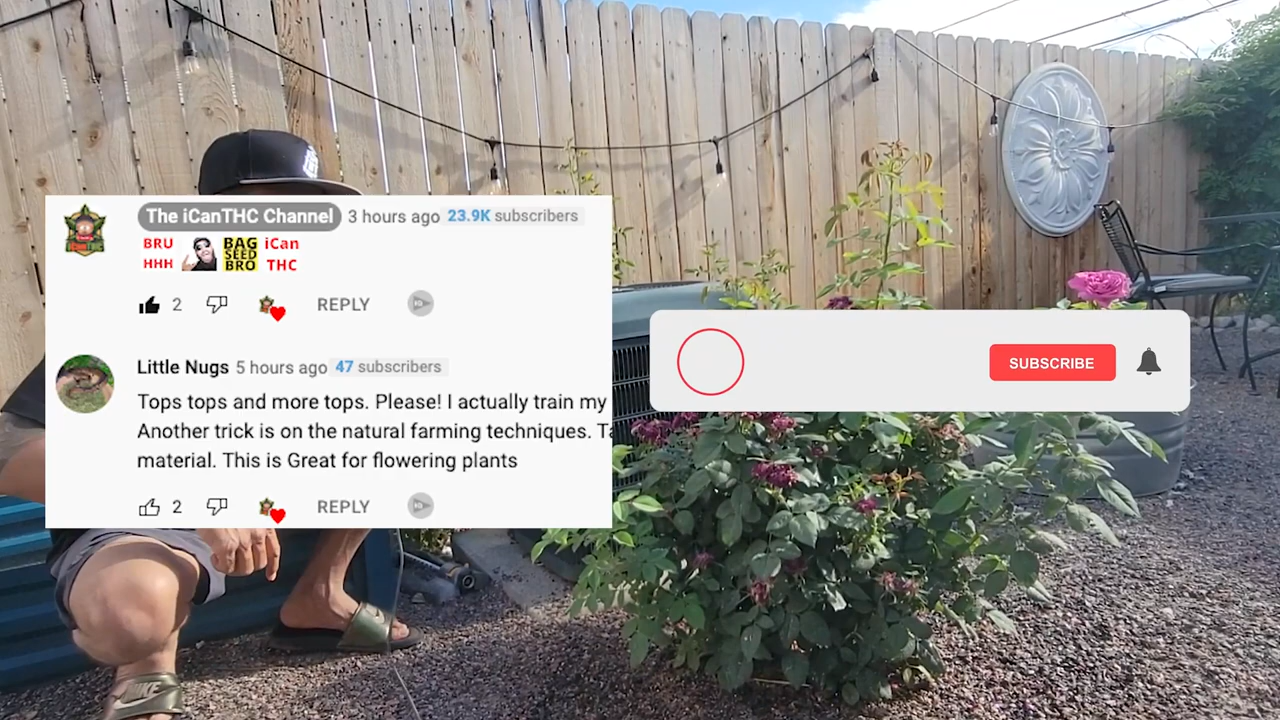 The iCanTHC Channel 3 hours ago 23.9K subscribers
BRU BAG iCan
HHH SEED BRO THC
2 REPLY
Little Nugs 5 hours ago 47 subscribers
Tops tops and more tops. Please! I actually train my
Another trick is on the natural farming techniques.
material. This is Great for flowering plants
2 REPLY
SUBSCRIBE
NIKE